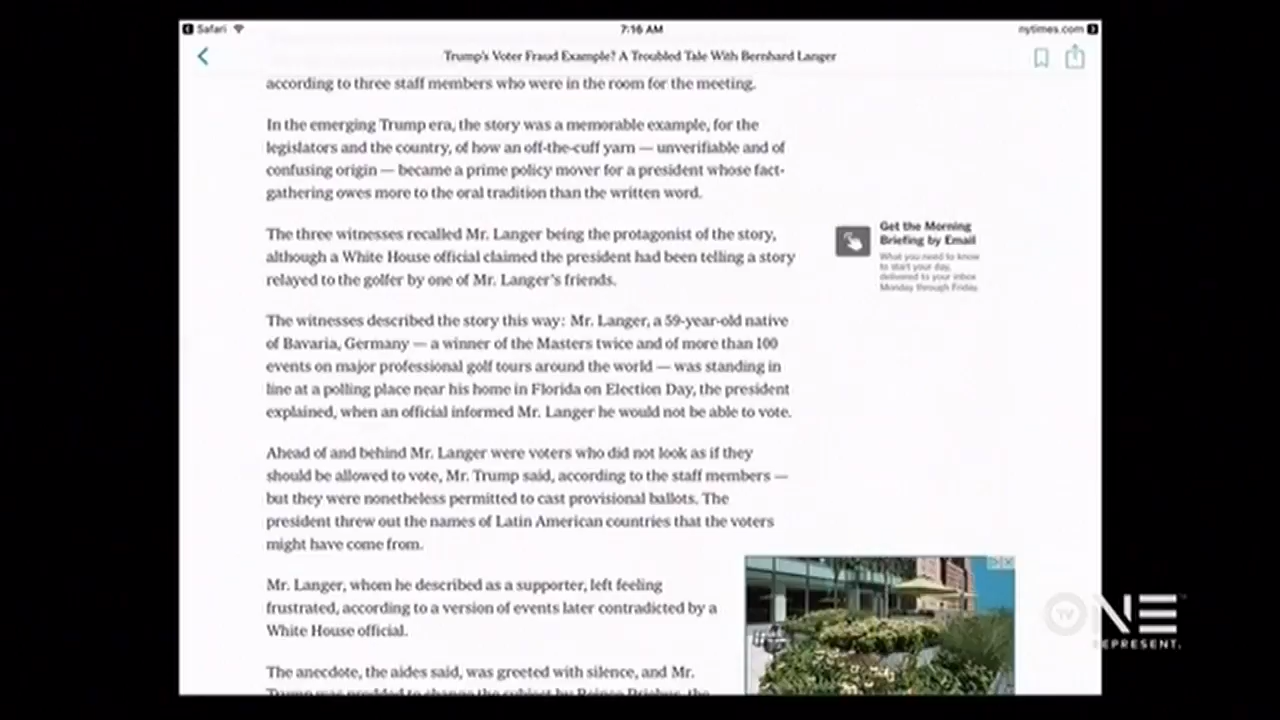 Safari
7:16 AM
nytimes.com
Trump's Voter Fraud Example? A Troubled Tale With Bernhard Langer
according to three staff members who were in the room for the meeting.
In the emerging Trump era, the story was a memorable example, for the
legislators and the country, of how an off-the-cuff yarn — unverifiable and of
confusing origin — became a prime policy mover for a president whose fact-
gathering owes more to the oral tradition than the written word.
The three witnesses recalled Mr. Langer being the protagonist of the story,
although a White House official claimed the president had been telling a story
relayed to the golfer by one of Mr. Langer's friends.
Get the Morning
Briefing by Email
What you need to know
to start your day,
delivered to your inbox
Monday through Friday.
The witnesses described the story this way: Mr. Langer, a 59-year-old native
of Bavaria, Germany — a winner of the Masters twice and of more than 100
events on major professional golf tours around the world — was standing in
line at a polling place near his home in Florida on Election Day, the president
explained, when an official informed Mr. Langer he would not be able to vote.
Ahead of and behind Mr. Langer were voters who did not look as if they
should be allowed to vote, Mr. Trump said, according to the staff members —
but they were nonetheless permitted to cast provisional ballots. The
president threw out the names of Latin American countries that the voters
might have come from.
Mr. Langer, whom he described as a supporter, left feeling
frustrated, according to a version of events later contradicted by a
White House official.
The anecdote, the aides said, was greeted with silence, and Mr.
Trump was prodded to change the subject by Reince Priebus, the
TV ONE
REPRESENT.